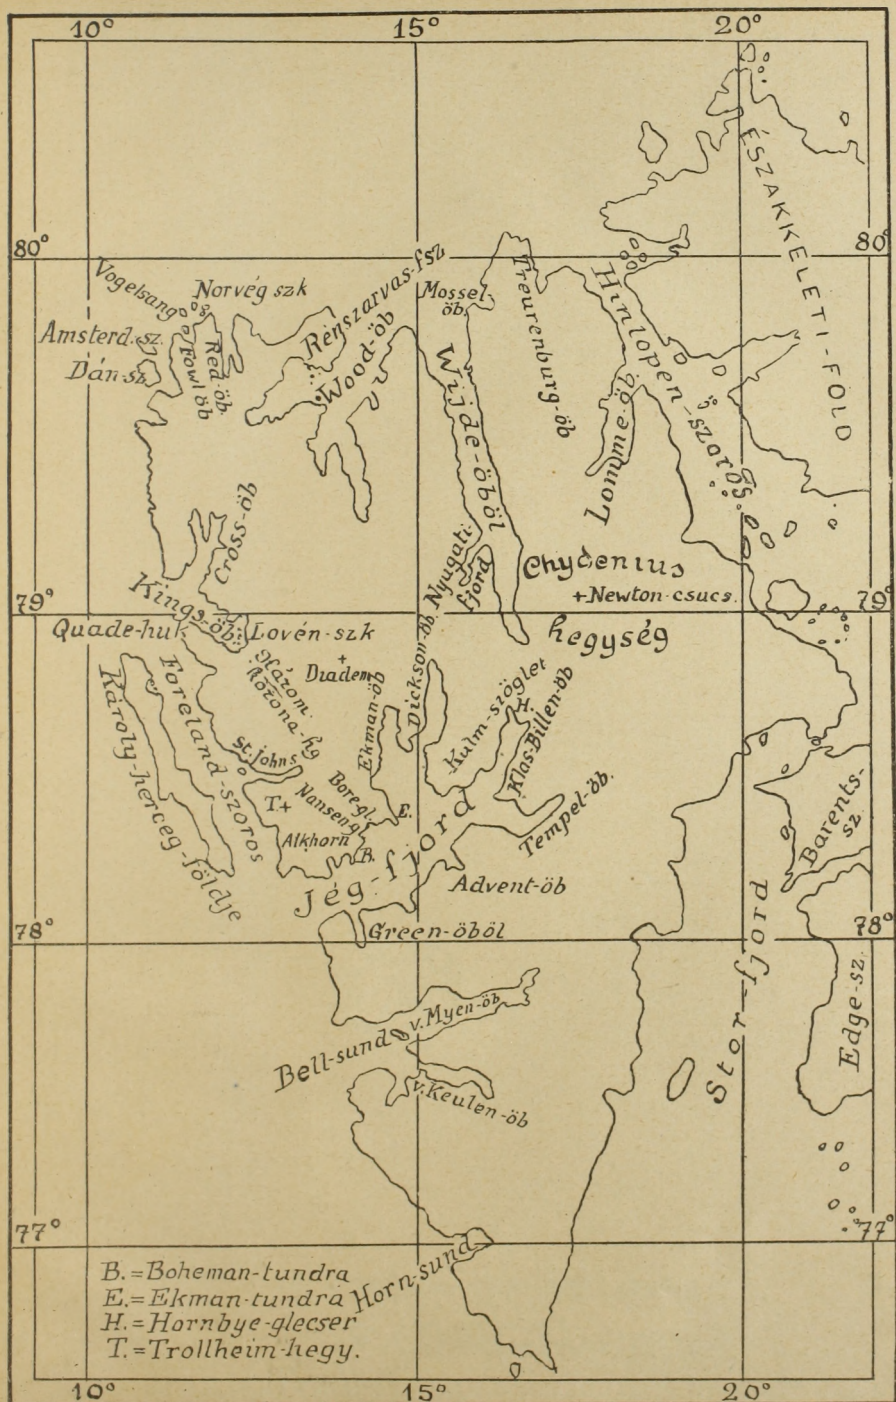 10° 15° 20°
ÉSZAKKELETI-FÖLD
80° 80°
Vogelsang
Norvég szk
Rénszarvas-fsz
Mossel-
öb.
Treurenburg-öb
Hinlopen-szoros
Amsterd.sz.
Dán-sz.
Fowl öb
Red-öb.
Wood-öb
Wijde-öböl
Lomme-öb
Cross-öb
Nyugati-
fjord
Chydenius
+Newton-csúcs.
hegység
Kings-öb.
79° 79°
Quade-huk
Lovén-szk
Diadem
Három
korona-hg
Foreland-szoros
Károly-herceg-földje
St. Johns
Ekman-ö.
Dickson-öb.
Kulm-szöglet
H.
Klas-Billen-öb
T.+
Nansen-g.
Bore-gl.
E.
Alkhorn
B.
Jég-fjord
Tempel-öb.
Advent-öb
Barents-
sz.
78° 78°
Green-öböl
Stor-fjord
Edge-sz.
v.Myen-öb
Bell-sund
v.Keulen-öb
77° 77°
Horn-sund
B.=Boheman-tundra
E.=Ekman-tundra
H.=Hornbye-glecser
T.=Trollheim-hegy.
10° 15° 20°